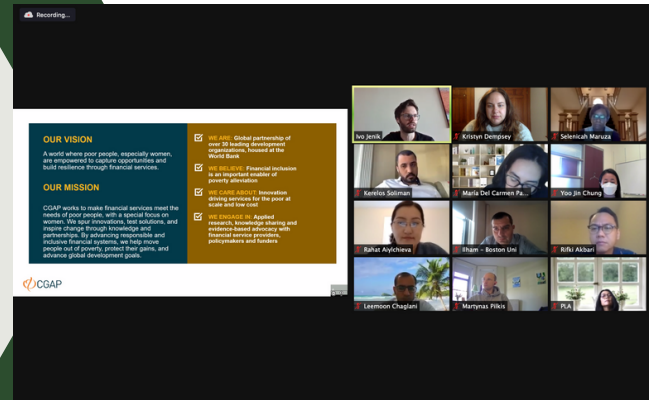 Recording...
OUR VISION
A world where poor people, especially women,
are empowered to capture opportunities and
build resilience through financial services.
OUR MISSION
CGAP works to make financial services meet the
needs of poor people, with a special focus on
women. We spur innovations, test solutions, and
inspire change through knowledge and
partnerships. By advancing responsible and
inclusive financial systems, we help move
people out of poverty, protect their gains, and
advance global development goals.
WE ARE: Global partnership of
over 30 leading development
organizations, housed at the
World Bank
WE BELIEVE: Financial inclusion
is an important enabler of
poverty alleviation
WE CARE ABOUT: Innovation
driving services for the poor at
scale and low cost
WE ENGAGE IN: Applied
research, knowledge sharing and
evidence-based advocacy with
financial service providers,
policymakers and funders
CGAP
Ivo Jenik
Kristyn Dempsey
Selenicah Maruza
Kerelos Soliman
Maria Del Carmen Pa...
Yoo Jin Chung
Rahat Aiylchieva
Ilham - Boston Uni
Rifki Akbari
Leemoon Chaglani
Martynas Pilkis
PLA